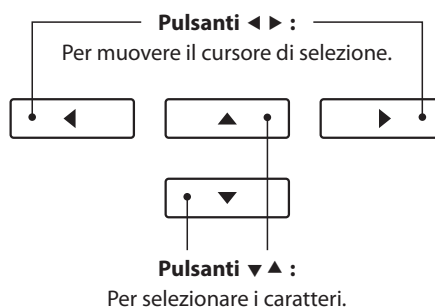 Pulsanti ◀ ▶ :
Per muovere il cursore di selezione.
Pulsanti ▼ ▲ :
Per selezionare i caratteri.